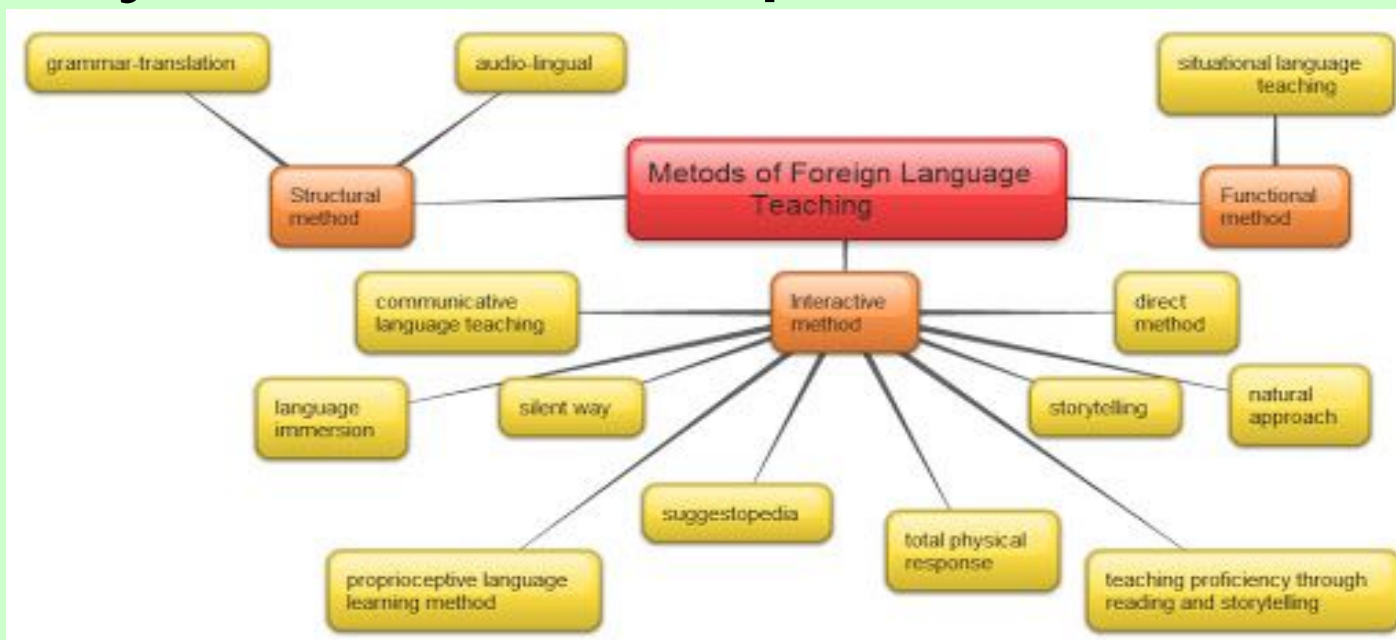 grammar-translation
audio-lingual
situational language
teaching
Metods of Foreign Language
Teaching
Structural
method
Functional
method
communicative
language teaching
Interactive
method
direct
method
language
immersion
silent way
storytelling
natural
approach
suggestopedia
total physical
response
proprioceptive language
learning method
teaching proficiency through
reading and storytelling